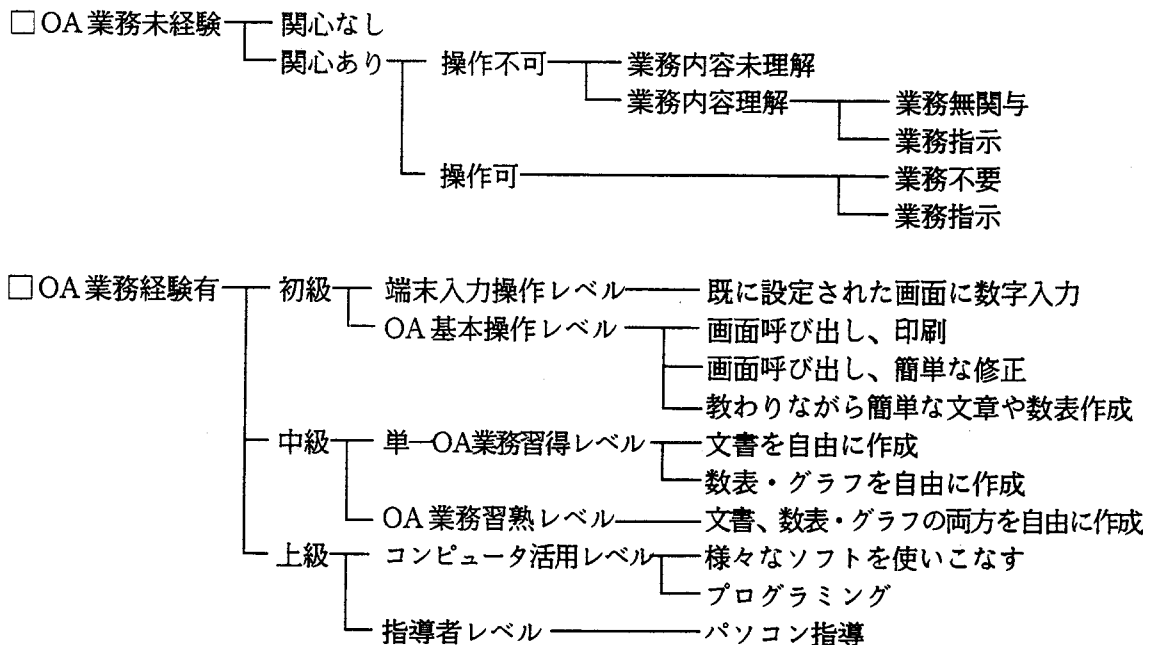 □OA業務未経験 関心なし
関心あり 操作不可 業務内容未理解
業務内容理解 業務無関与
業務指示
操作可 業務不要
業務指示
□OA業務経験有 初級 端末入力操作レベル 既に設定された画面に数字入力
OA基本操作レベル 画面呼び出し、印刷
画面呼び出し、簡単な修正
教わりながら簡単な文章や数表作成
中級 単一OA業務習得レベル 文書を自由に作成
数表・グラフを自由に作成
OA業務習熟レベル 文書、数表・グラフの両方を自由に作成
上級 コンピュータ活用レベル 様々なソフトを使いこなす
プログラミング
指導者レベル パソコン指導